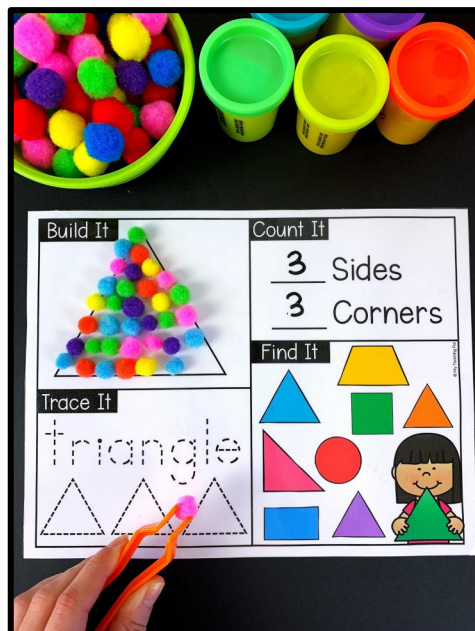 Build It
Count It
3 Sides
3 Corners
Find It
Trace It
triangle